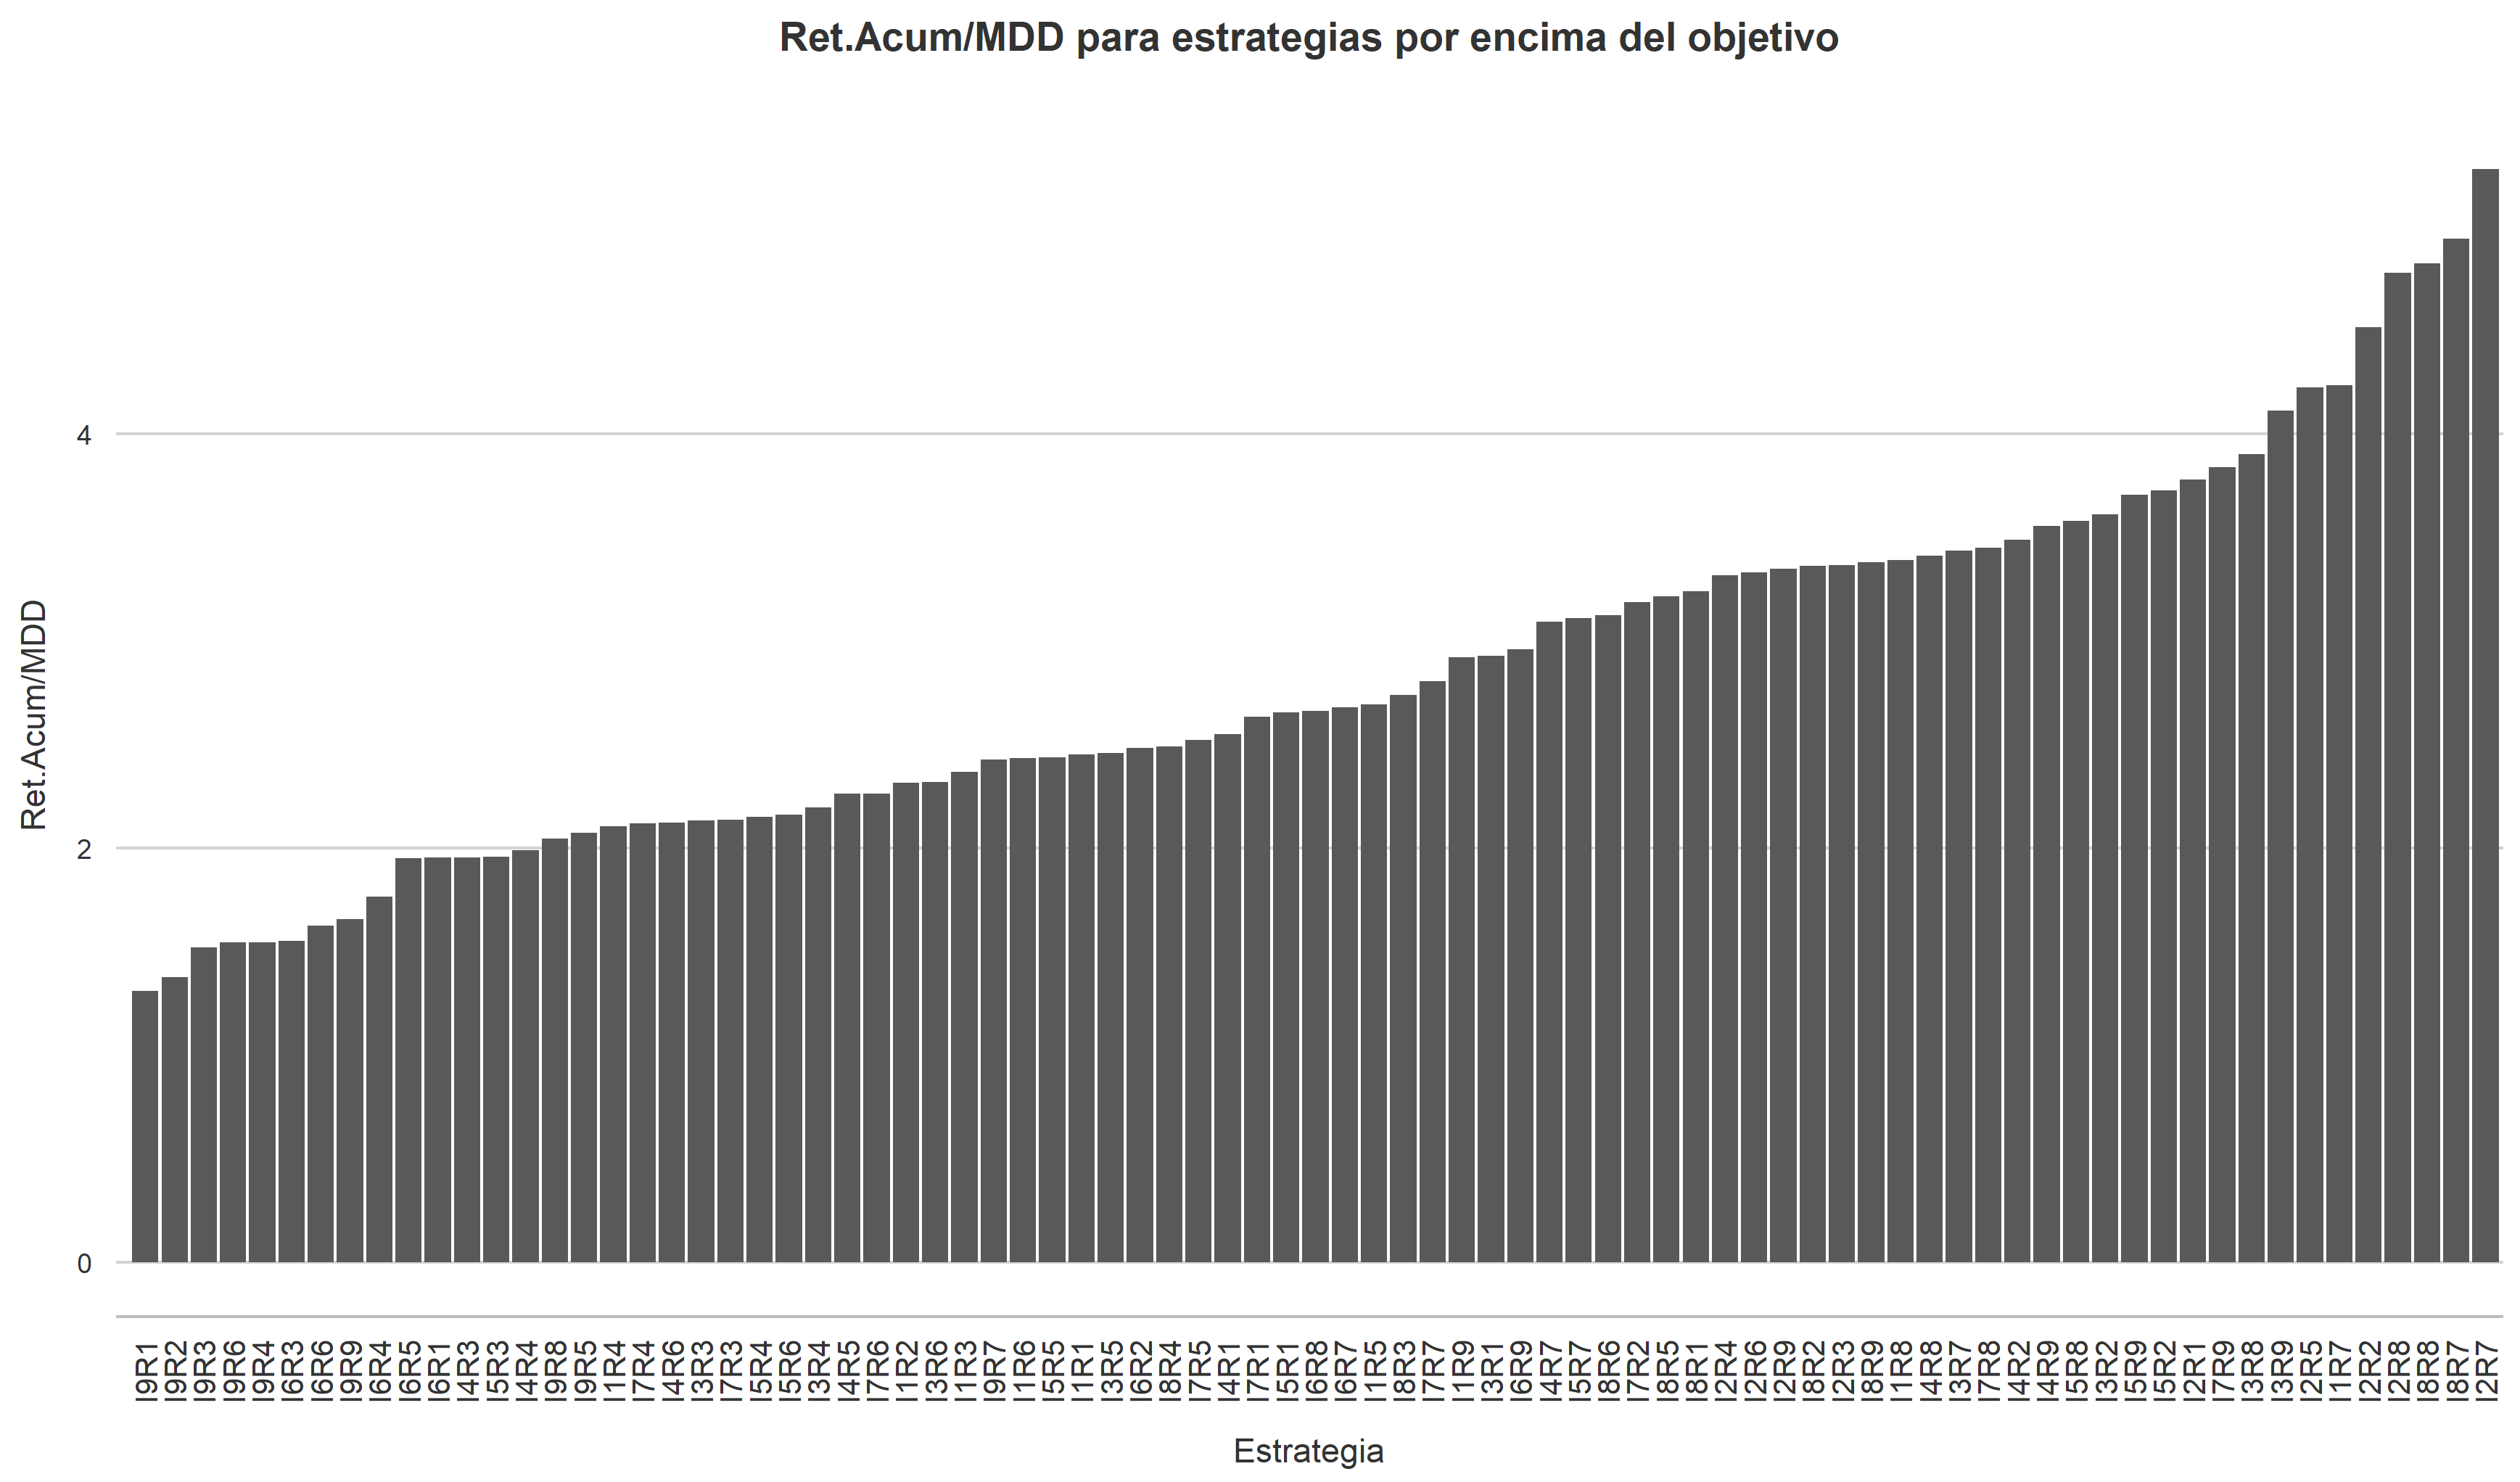 Ret.Acum/MDD para estrategias por encima del objetivo
Ret.Acum/MDD
4
2
0
I9R1
I9R2
I9R3
I9R6
I9R4
I6R3
I6R6
I9R9
I6R4
I6R5
I6R1
I4R3
I5R3
I4R4
I9R8
I9R5
I1R4
I7R4
I4R6
I3R3
I7R3
I5R4
I5R6
I3R4
I4R5
I7R6
I1R2
I3R6
I1R3
I9R7
I1R6
I5R5
I1R1
I3R5
I6R2
I8R4
I7R5
I4R1
I7R1
I5R1
I6R8
I6R7
I1R5
I8R3
I7R7
I1R9
I3R1
I6R9
I4R7
I5R7
I8R6
I7R2
I8R5
I8R1
I2R4
I2R6
I2R9
I8R2
I2R3
I8R9
I1R8
I4R8
I3R7
I7R8
I4R2
I4R9
I5R8
I3R2
I5R9
I5R2
I2R1
I7R9
I3R8
I3R9
I2R5
I1R7
I2R2
I2R8
I8R8
I8R7
I2R7
Estrategia